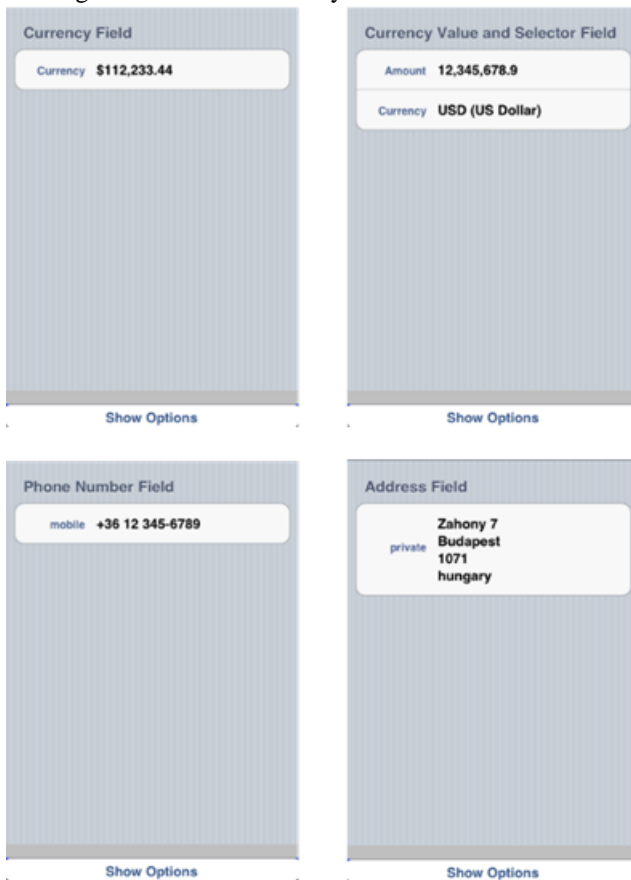 Currency Field
Currency $112,233.44
Show Options
Currency Value and Selector Field
Amount 12,345,678.9
Currency USD (US Dollar)
Show Options
Phone Number Field
mobile +36 12 345-6789
Show Options
Address Field
private
Zahony 7
Budapest
1071
hungary
Show Options